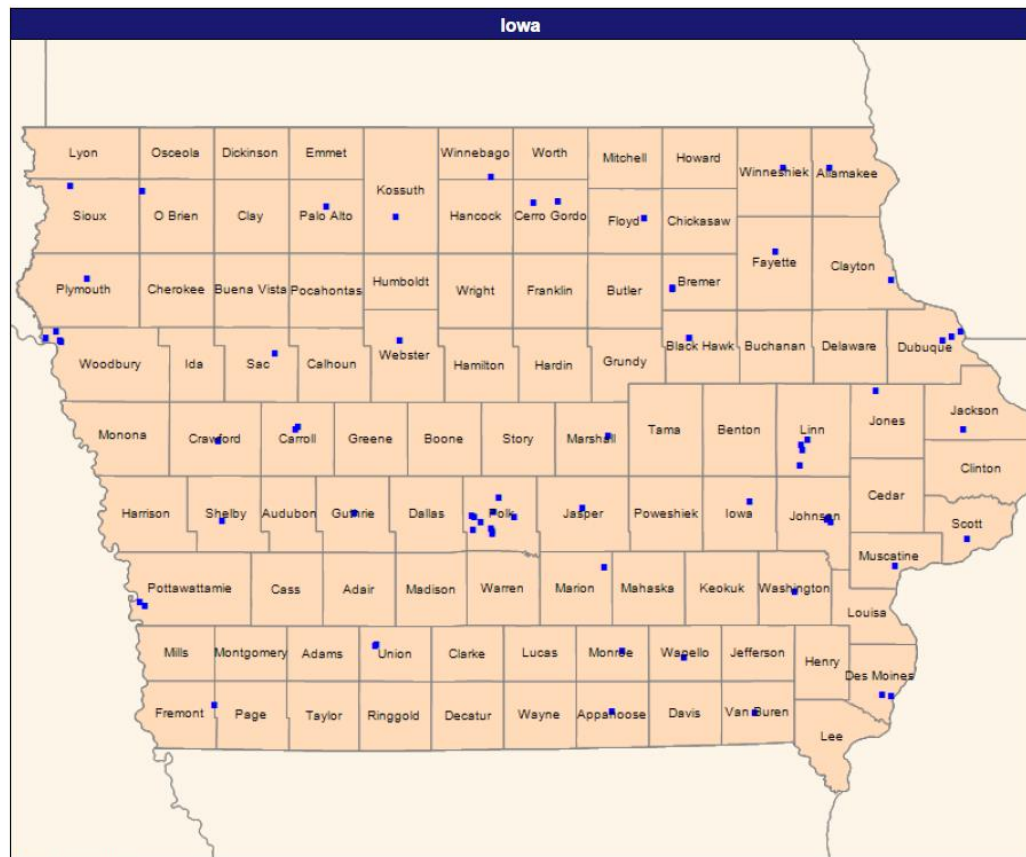 Iowa
Lyon Osceola Dickinson Emmet Winnebago Worth Mitchell Howard Winneshiek Allamakee
Kossuth
Sioux O Brien Clay Palo Alto Hancock Cerro Gordo Floyd Chickasaw
Fayette Clayton
Plymouth Cherokee Buena Vista Pocahontas Humboldt Wright Franklin Butler Bremer
Woodbury Ida Sac Calhoun Webster Hamilton Hardin Grundy Black Hawk Buchanan Delaware Dubuque
Monona Crawford Carroll Greene Boone Story Marshall Tama Benton Linn Jones Jackson
Clinton
Harrison Shelby Audubon Guthrie Dallas Polk Jasper Poweshiek Iowa Johnson Cedar
Scott
Muscatine
Pottawattamie Cass Adair Madison Warren Marion Mahaska Keokuk Washington
Louisa
Mills Montgomery Adams Union Clarke Lucas Monroe Wapello Jefferson Henry
Des Moines
Fremont Page Taylor Ringgold Decatur Wayne Appanoose Davis Van Buren
Lee